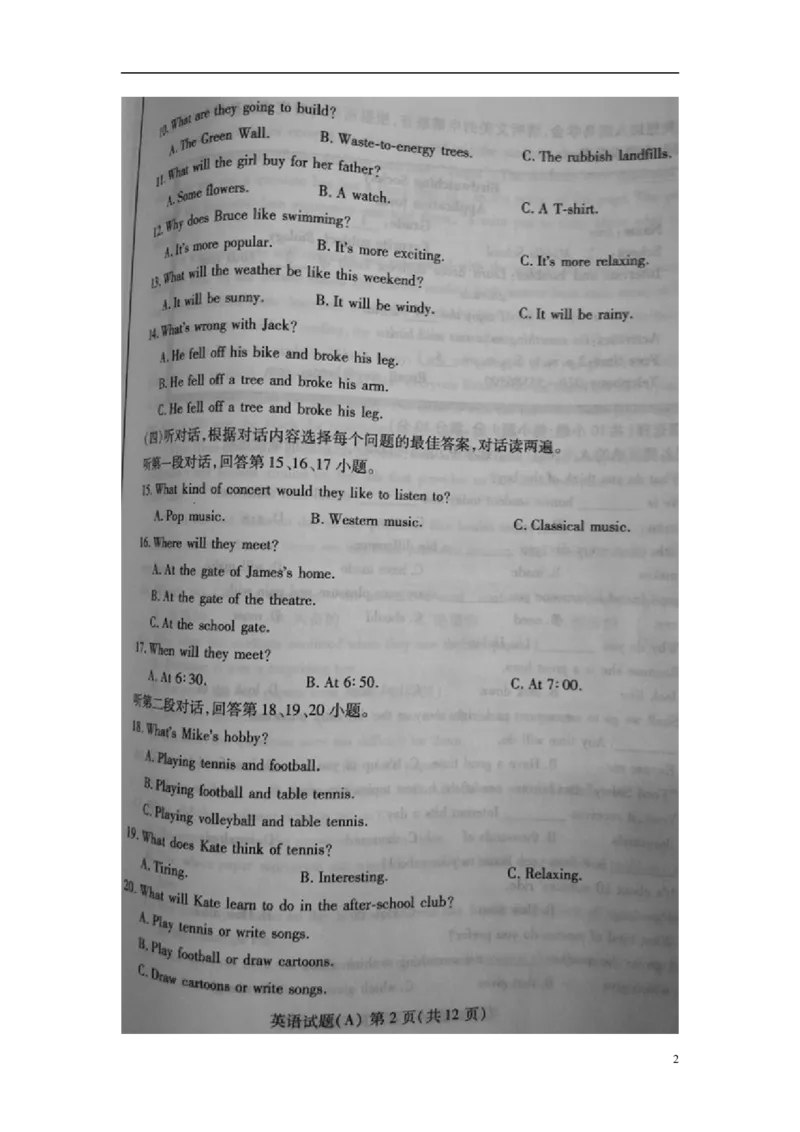 10. What are they going to build?
A. The Green Wall. B. Waste-to-energy trees. C. The rubbish landfills.
11. What will the girl buy for her father?
A. Some flowers. B. A watch. C. A T-shirt.
12. Why does Bruce like swimming?
A. It's more popular. B. It's more exciting. C. It's more relaxing.
13. What will the weather be like this weekend?
A. It will be sunny. B. It will be windy. C. It will be rainy.
14. What's wrong with Jack?
A. He fell off his bike and broke his leg.
B. He fell off a tree and broke his arm.
C. He fell off a tree and broke his leg.
(四)听对话,根据对话内容选择每个问题的最佳答案,对话读两遍。
听第一段对话,回答第 15、16、17 小题。
15. What kind of concert would they like to listen to?
A. Pop music. B. Western music. C. Classical music.
16. Where will they meet?
A. At the gate of James's home.
B. At the gate of the theatre.
C. At the school gate.
17. When will they meet?
A. At 6:30. B. At 6:50. C. At 7:00.
听第二段对话,回答第 18、19、20 小题。
18. What's Mike's hobby?
A. Playing tennis and football.
B. Playing football and table tennis.
C. Playing volleyball and table tennis.
19. What does Kate think of tennis?
A. Tiring. B. Interesting. C. Relaxing.
20. What will Kate learn to do in the after-school club?
A. Play tennis or write songs.
B. Play football or draw cartoons.
C. Draw cartoons or write songs.
英语试题(A) 第 2 页(共 12 页)
2